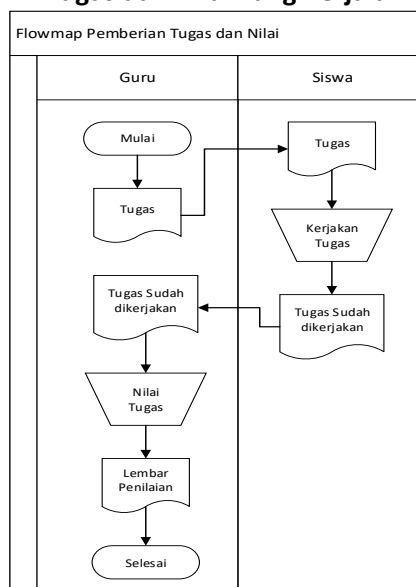 Flowmap Pemberian Tugas dan Nilai
Guru
Siswa
Mulai
Tugas
Tugas
Kerjakan
Tugas
Tugas Sudah
dikerjakan
Tugas Sudah
dikerjakan
Nilai
Tugas
Lembar
Penilaian
Selesai